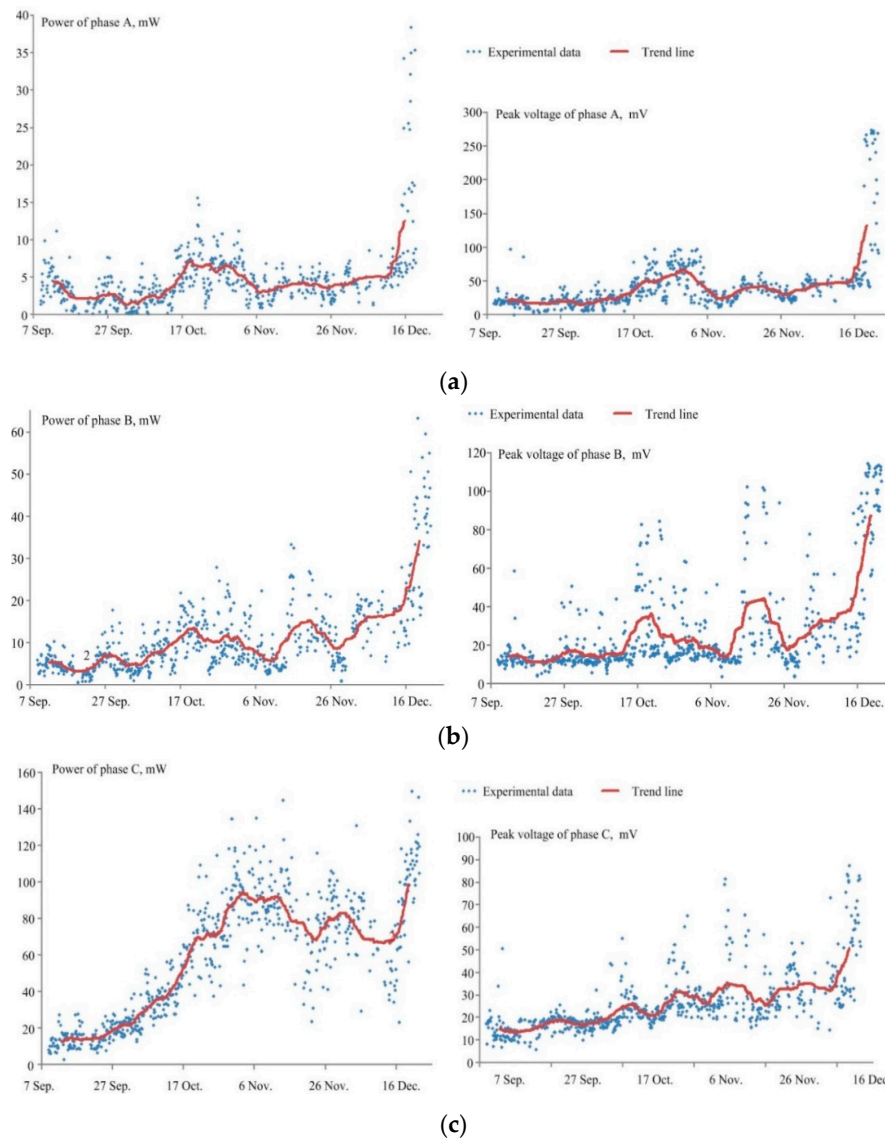 Power of phase A, mW
40
35
30
25
20
15
10
5
0
7 Sep. 27 Sep. 17 Oct. 6 Nov. 26 Nov. 16 Dec.
Experimental data Trend line
Peak voltage of phase A, mV
300
250
200
150
100
50
0
7 Sep. 27 Sep. 17 Oct. 6 Nov. 26 Nov. 16 Dec.
(a)
Power of phase B, mW
60
50
40
30
20
10
0
2
7 Sep. 27 Sep. 17 Oct. 6 Nov. 26 Nov. 16 Dec.
Experimental data Trend line
Peak voltage of phase B, mV
120
100
80
60
40
20
0
7 Sep. 27 Sep. 17 Oct. 6 Nov. 26 Nov. 16 Dec.
(b)
Power of phase C, mW
160
140
120
100
80
60
40
20
0
7 Sep. 27 Sep. 17 Oct. 6 Nov. 26 Nov. 16 Dec.
Experimental data Trend line
Peak voltage of phase C, mV
100
90
80
70
60
50
40
30
20
10
0
7 Sep. 27 Sep. 17 Oct. 6 Nov. 26 Nov. 16 Dec.
(c)